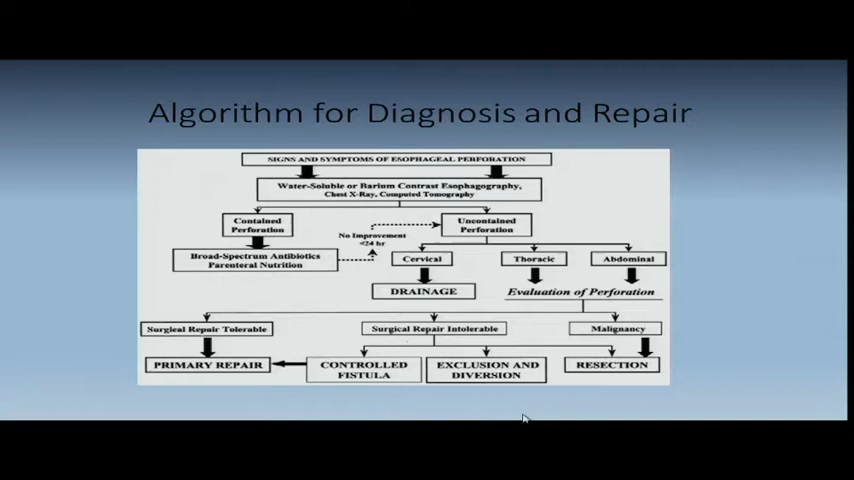 Algorithm for Diagnosis and Repair
SIGNS AND SYMPTOMS OF ESOPHAGEAL PERFORATION
Water-Soluble or Barium Contrast Esophagography,
Chest X-Ray, Computed Tomography
Contained
Perforation
No Improvement
<24 hr
Uncontained
Perforation
Broad-Spectrum Antibiotics
Parenteral Nutrition
Cervical
Thoracic
Abdominal
DRAINAGE
Evaluation of Perforation
Surgical Repair Tolerable
Surgical Repair Intolerable
Malignancy
PRIMARY REPAIR
CONTROLLED
FISTULA
EXCLUSION AND
DIVERSION
RESECTION